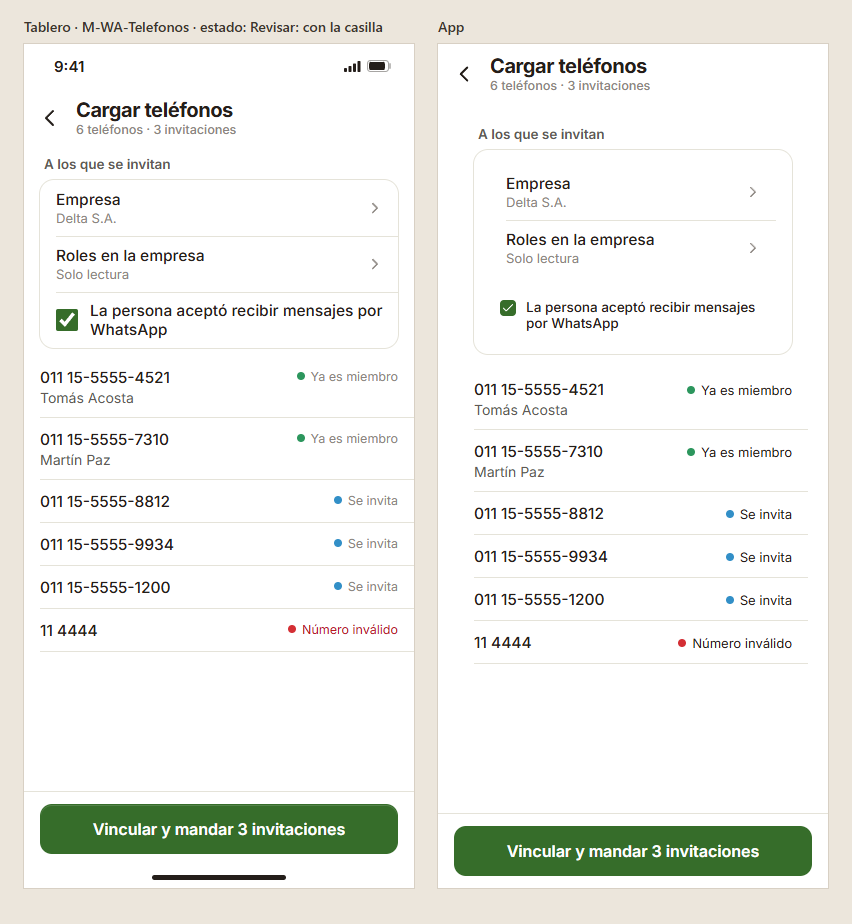 Tablero · M-WA-Telefonos · estado: Revisar: con la casilla
9:41
Cargar teléfonos
6 teléfonos · 3 invitaciones
A los que se invitan
Empresa
Delta S.A.
Roles en la empresa
Solo lectura
La persona aceptó recibir mensajes por
WhatsApp
011 15-5555-4521
Ya es miembro
Tomás Acosta
011 15-5555-7310
Ya es miembro
Martín Paz
011 15-5555-8812
Se invita
011 15-5555-9934
Se invita
011 15-5555-1200
Se invita
11 4444
Número inválido
Vincular y mandar 3 invitaciones
App
Cargar teléfonos
6 teléfonos · 3 invitaciones
A los que se invitan
Empresa
Delta S.A.
Roles en la empresa
Solo lectura
La persona aceptó recibir mensajes
por WhatsApp
011 15-5555-4521
Ya es miembro
Tomás Acosta
011 15-5555-7310
Ya es miembro
Martín Paz
011 15-5555-8812
Se invita
011 15-5555-9934
Se invita
011 15-5555-1200
Se invita
11 4444
Número inválido
Vincular y mandar 3 invitaciones